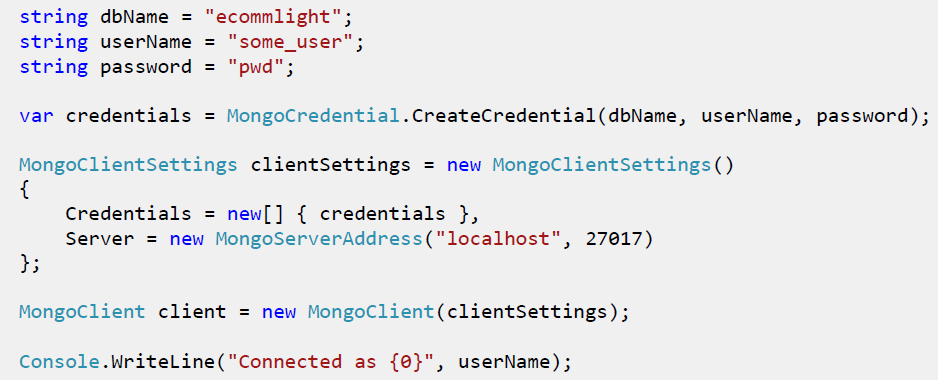 string dbName = "ecommlight";
string userName = "some_user";
string password = "pwd";
var credentials = MongoCredential.CreateCredential(dbName, userName, password);
MongoClientSettings clientSettings = new MongoClientSettings()
{
    Credentials = new[] { credentials },
    Server = new MongoServerAddress("localhost", 27017)
};
MongoClient client = new MongoClient(clientSettings);
Console.WriteLine("Connected as {0}", userName);